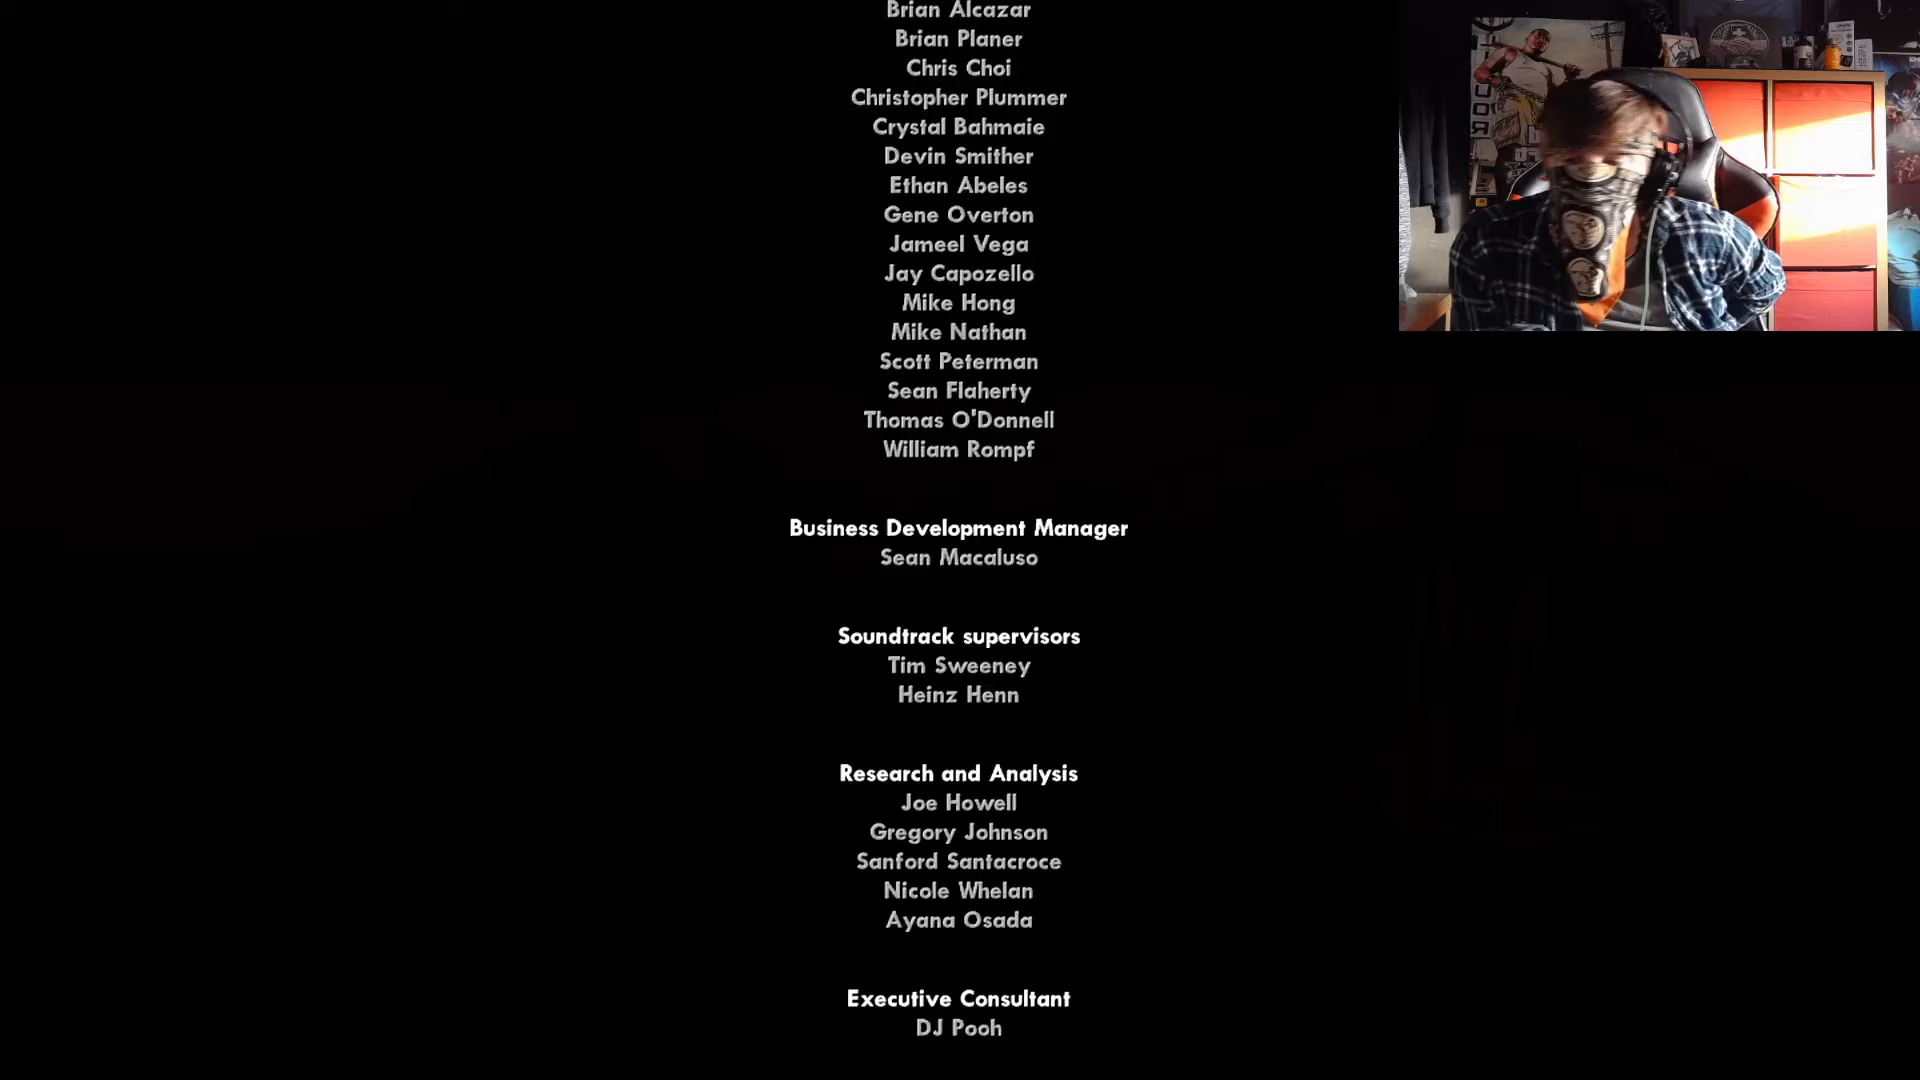 Brian Alcazar
Brian Planer
Chris Choi
Christopher Plummer
Crystal Bahmaie
Devin Smither
Ethan Abeles
Gene Overton
Jameel Vega
Jay Capozello
Mike Hong
Mike Nathan
Scott Peterman
Sean Flaherty
Thomas O'Donnell
William Rompf
Business Development Manager
Sean Macaluso
Soundtrack supervisors
Tim Sweeney
Heinz Henn
Research and Analysis
Joe Howell
Gregory Johnson
Sanford Santacroce
Nicole Whelan
Ayana Osada
Executive Consultant
DJ Pooh